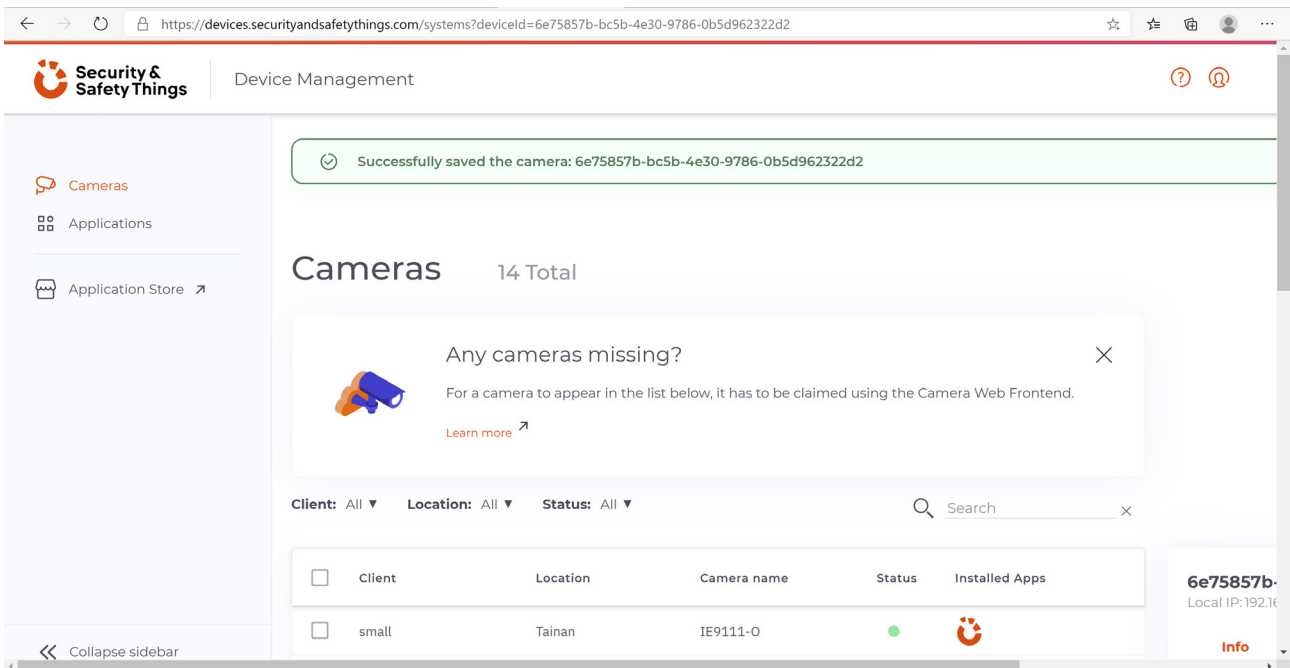 https://devices.securityandsafetythings.com/systems?deviceId=6e75857b-bc5b-4e30-9786-0b5d962322d2
Security &
Safety Things
Device Management
Successfully saved the camera: 6e75857b-bc5b-4e30-9786-0b5d962322d2
Cameras
Applications
Application Store
Cameras 14 Total
Any cameras missing?
For a camera to appear in the list below, it has to be claimed using the Camera Web Frontend.
Learn more
Client: All Location: All Status: All Search
Client Location Camera name Status Installed Apps
small Tainan IE9111-O
6e75857b-
Local IP: 192.16
Info
Collapse sidebar